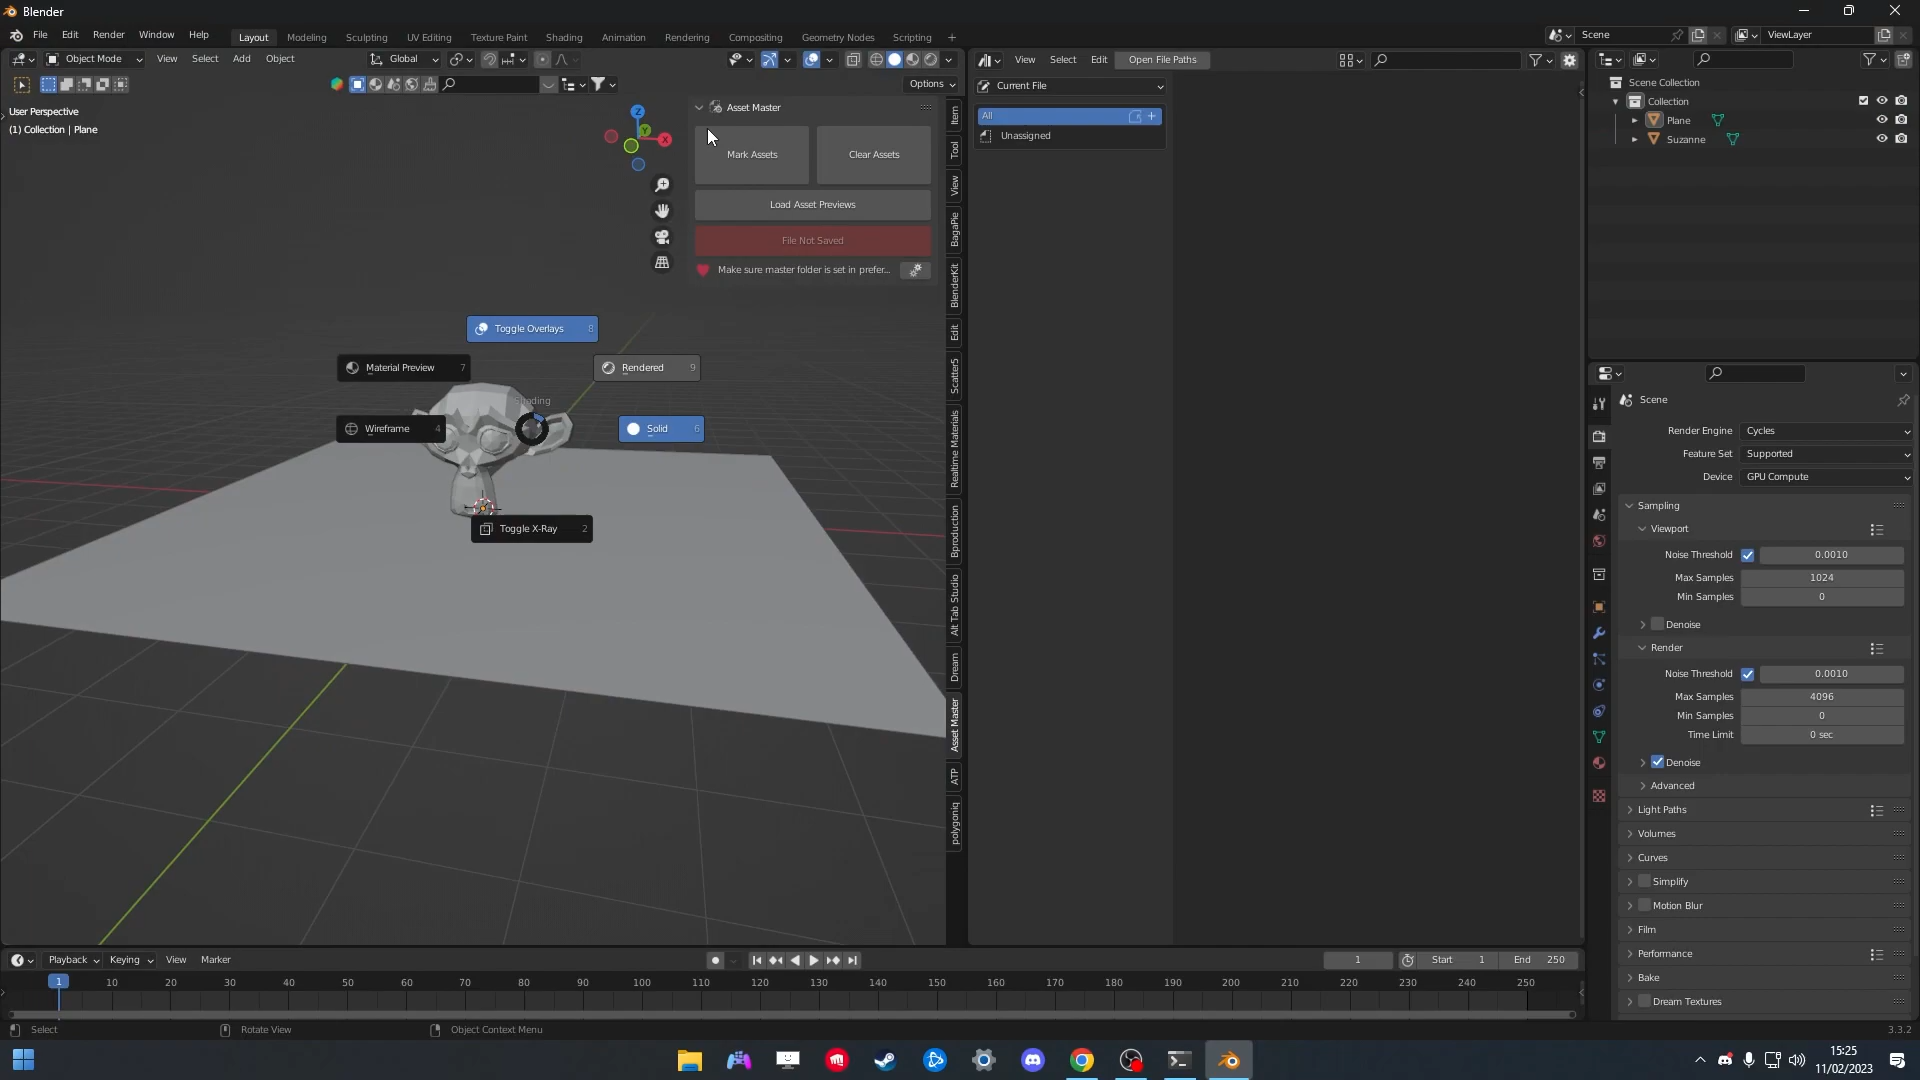 Blender
File Edit Render Window Help
Layout Modeling Sculpting UV Editing Texture Paint Shading Animation Rendering Compositing Geometry Nodes Scripting +
Scene
ViewLayer
Object Mode View Select Add Object
Global
View Select Edit Open File Paths
Options
Current File
All
Unassigned
User Perspective
(1) Collection | Plane
Z
Y
X
Asset Master
Mark Assets
Clear Assets
Load Asset Previews
File Not Saved
Make sure master folder is set in prefer...
Item
Tool
View
BagaPie
BlenderKit
Edit
Scatter5
Realtime Materials
Bproduction
Alt Tab Studio
Dream
Asset Master
ATP
polygoniq
Toggle Overlays 8
Material Preview 7
Rendered 9
Shading
Wireframe 4
Solid 6
Toggle X-Ray 2
Scene Collection
Collection
Plane
Suzanne
Scene
Render Engine Cycles
Feature Set Supported
Device GPU Compute
Sampling
Viewport
Noise Threshold 0.0010
Max Samples 1024
Min Samples 0
Denoise
Render
Noise Threshold 0.0010
Max Samples 4096
Min Samples 0
Time Limit 0 sec
Denoise
Advanced
Light Paths
Volumes
Curves
Simplify
Motion Blur
Film
Performance
Bake
Dream Textures
Playback Keying View Marker
1 Start 1 End 250
1 10 20 30 40 50 60 70 80 90 100 110 120 130 140 150 160 170 180 190 200 210 220 230 240 250
Select Rotate View Object Context Menu
3.3.2
15:25
11/02/2023